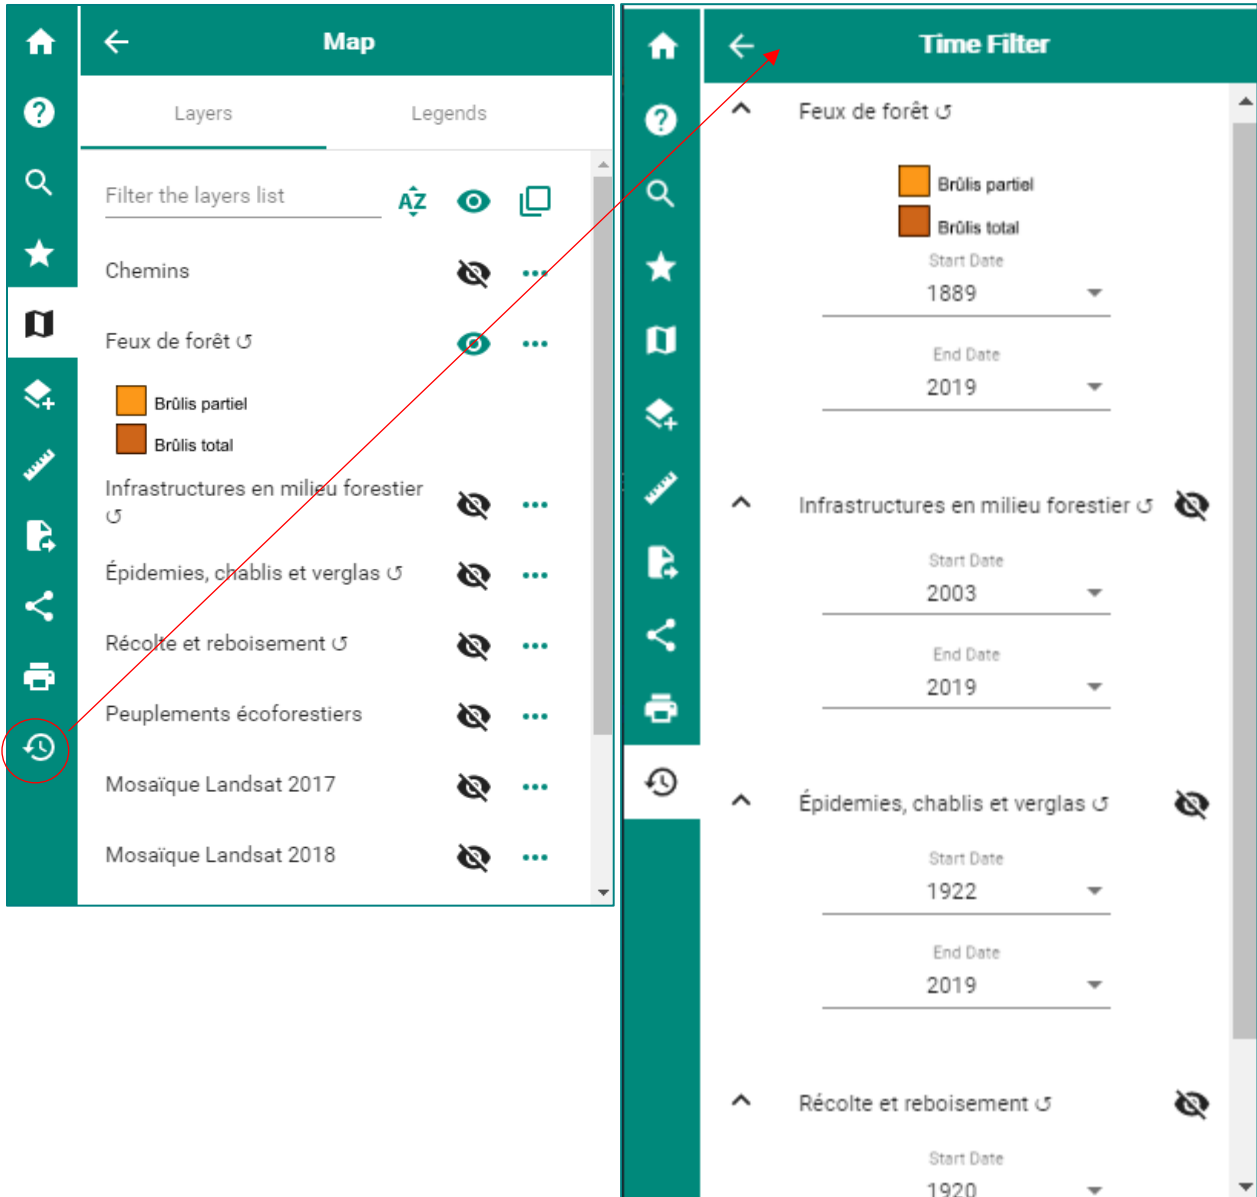 Map
Layers
Legends
Filter the layers list
AZ
Chemins
Feux de forêt ↺
Brûlis partiel
Brûlis total
Infrastructures en milieu forestier
↺
Épidemies, chablis et verglas ↺
Récolte et reboisement ↺
Peuplements écoforestiers
Mosaïque Landsat 2017
Mosaïque Landsat 2018
Time Filter
Feux de forêt ↺
Brûlis partiel
Brûlis total
Start Date
1889
End Date
2019
Infrastructures en milieu forestier ↺
Start Date
2003
End Date
2019
Épidemies, chablis et verglas ↺
Start Date
1922
End Date
2019
Récolte et reboisement ↺
Start Date
1920